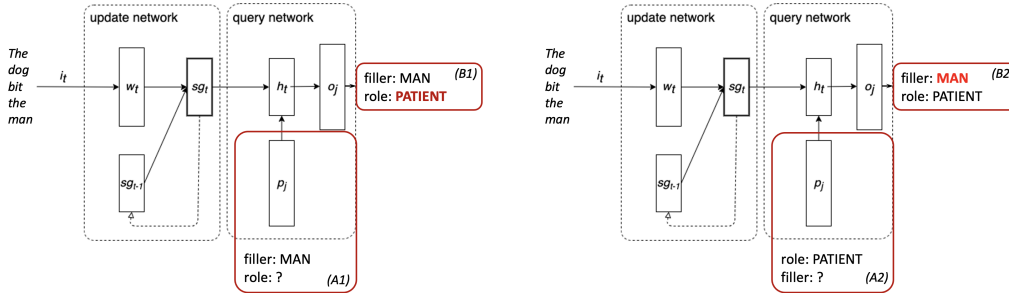 update network
query network
The
dog
bit
the
man
i_t
w_t
sg_t
h_t
o_j
filler: MAN
(B1)
role: PATIENT
sg_t-1
p_j
filler: MAN
role: ?
(A1)
update network
query network
The
dog
bit
the
man
i_t
w_t
sg_t
h_t
o_j
filler: MAN
(B2)
role: PATIENT
sg_t-1
p_j
role: PATIENT
filler: ?
(A2)